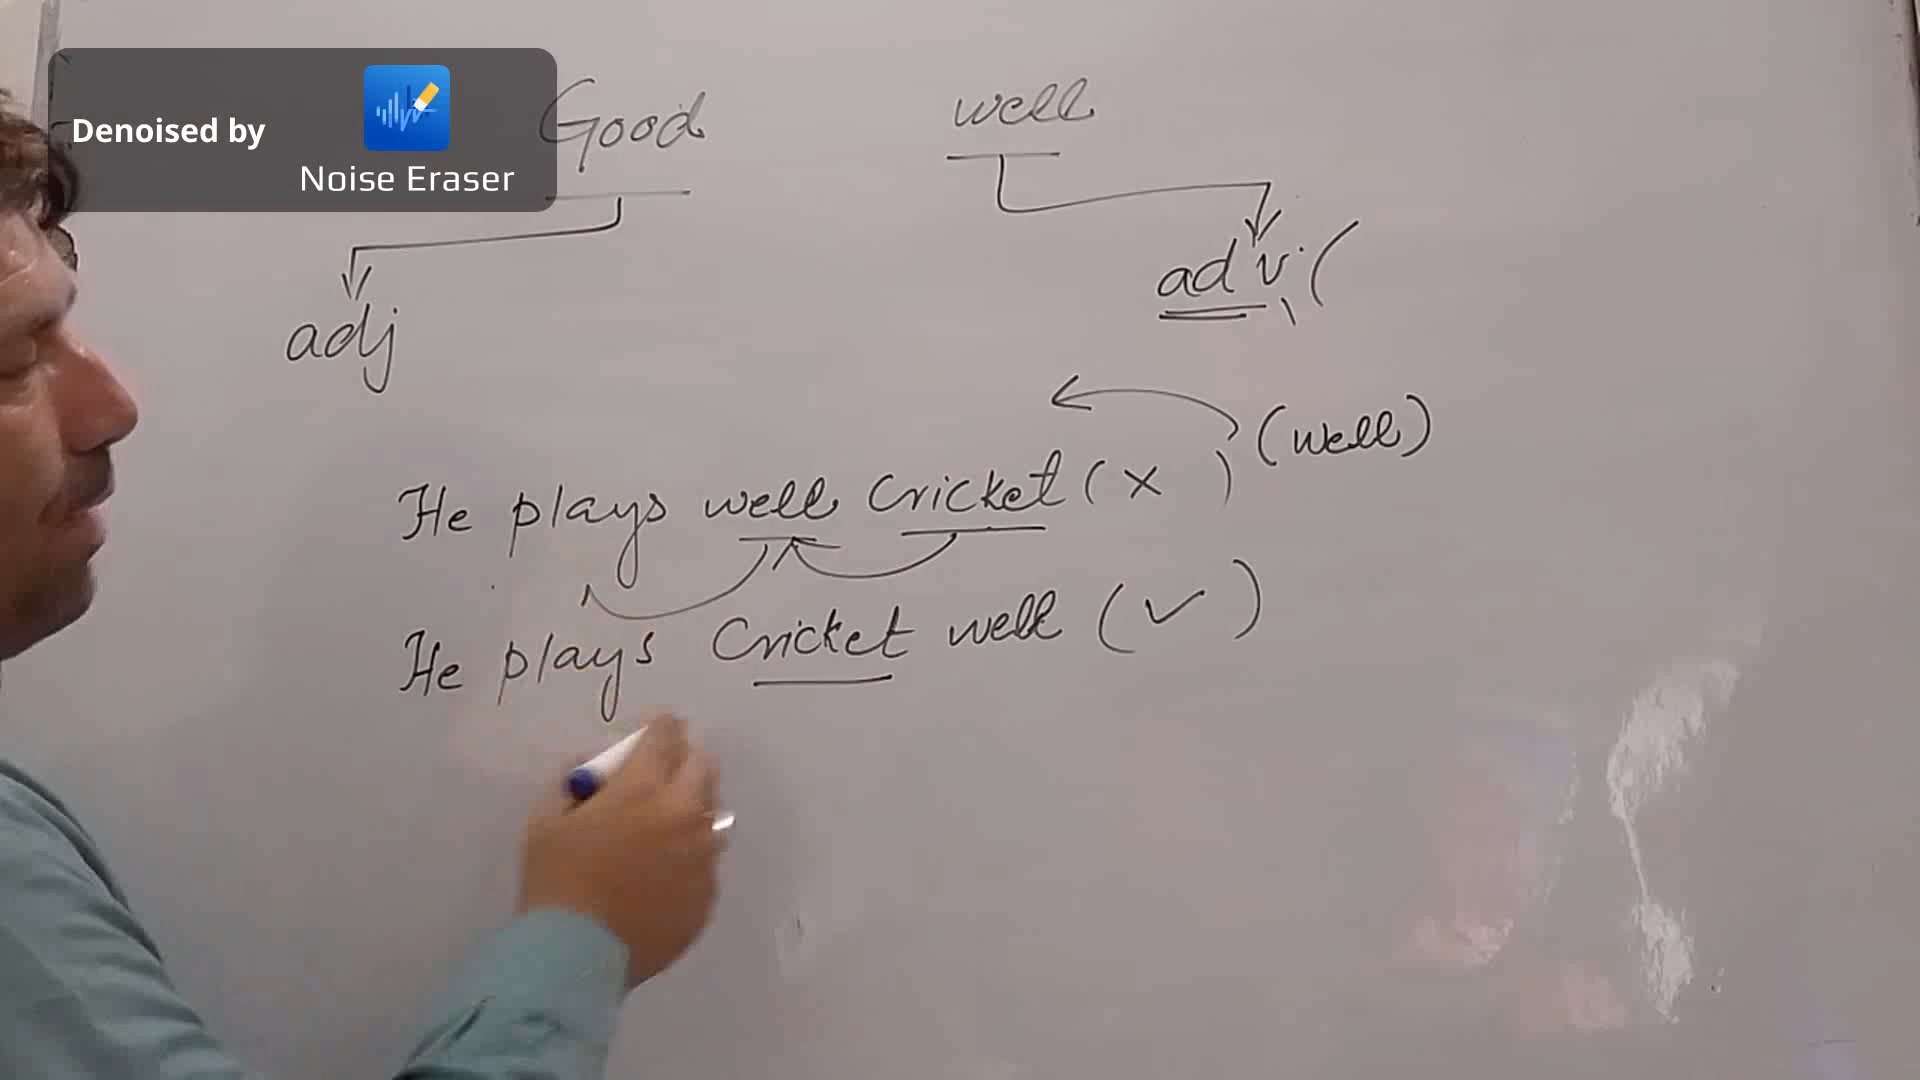 Denoised by
Noise Eraser
Good well
adj
adv (
(well)
He plays well Cricket ( x )
He plays Cricket well ( ✓ )